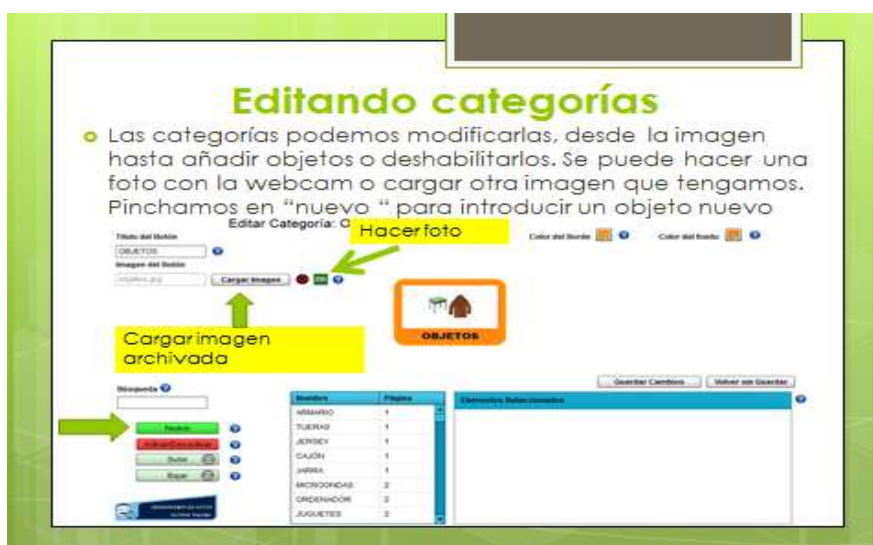 Editando categorías
Las categorías podemos modificarlas, desde la imagen
hasta añadir objetos o deshabilitarlos. Se puede hacer una
foto con la webcam o cargar otra imagen que tengamos.
Pinchamos en "nuevo " para introducir un objeto nuevo
Editar Categoría: O
Hacer foto
Título del Botón
Color del Borde
Color del fondo
OBJETOS
Imagen del Botón
objetos.jpg
Cargar Imagen
OBJETOS
Cargar imagen
archivada
Guardar Cambios
Volver sin Guardar
Búsqueda
Nombre Página
Elementos Relacionados
ARMARIO 1
TIJERAS 1
JERSEY 1
CAJÓN 1
JARRA 1
MICROONDAS 2
ORDENADOR 2
JUGUETES 2
Nuevo
Activar/Desactivar
Subir
Bajar